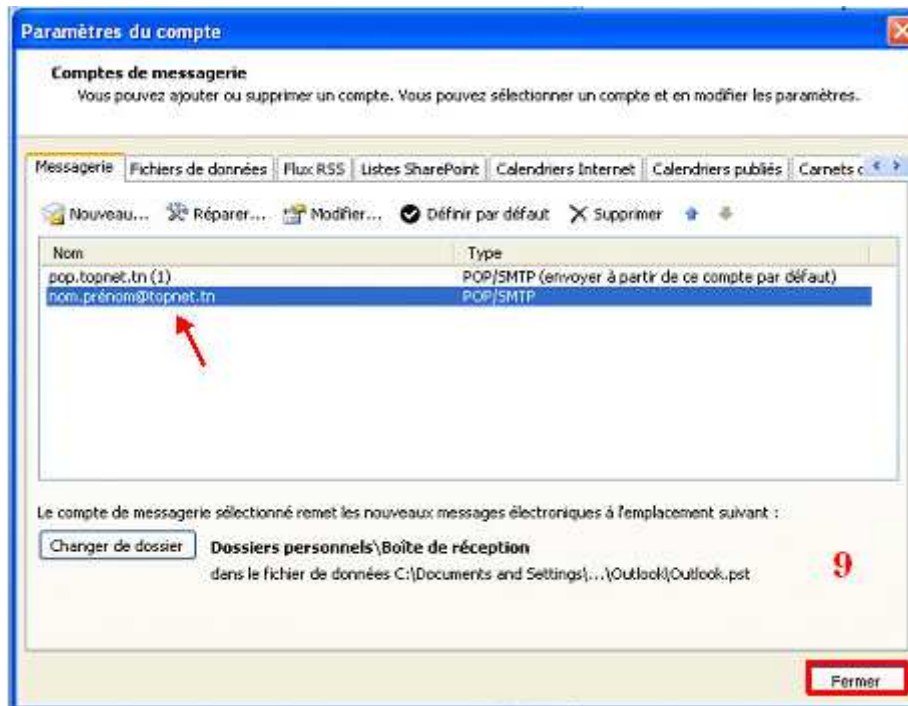 Paramètres du compte
Comptes de messagerie
Vous pouvez ajouter ou supprimer un compte. Vous pouvez sélectionner un compte et en modifier les paramètres.
Messagerie Fichiers de données Flux RSS Listes SharePoint Calendriers Internet Calendriers publiés Carnets
Nouveau... Réparer... Modifier... Définir par défaut Supprimer
Nom Type
pop.topnet.tn (1) POP/SMTP (envoyer à partir de ce compte par défaut)
nom.prénom@topnet.tn POP/SMTP
Le compte de messagerie sélectionné remet les nouveaux messages électroniques à l'emplacement suivant :
Changer de dossier Dossiers personnels\Boîte de réception
dans le fichier de données C:\Documents and Settings\...\Outlook\Outlook.pst
9
Fermer